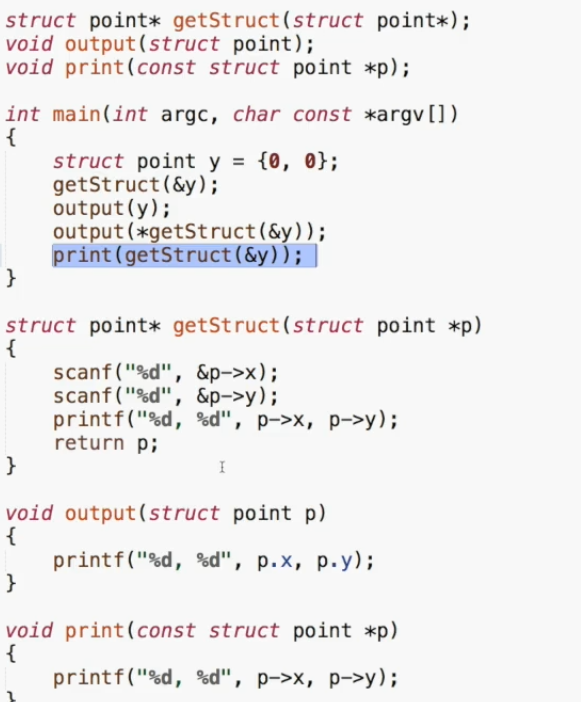 struct point* getStruct(struct point*);
void output(struct point);
void print(const struct point *p);

int main(int argc, char const *argv[])
{
    struct point y = {0, 0};
    getStruct(&y);
    output(y);
    output(*getStruct(&y));
    print(getStruct(&y));
}

struct point* getStruct(struct point *p)
{
    scanf("%d", &p->x);
    scanf("%d", &p->y);
    printf("%d, %d", p->x, p->y);
    return p;
}

void output(struct point p)
{
    printf("%d, %d", p.x, p.y);
}

void print(const struct point *p)
{
    printf("%d, %d", p->x, p->y);
}